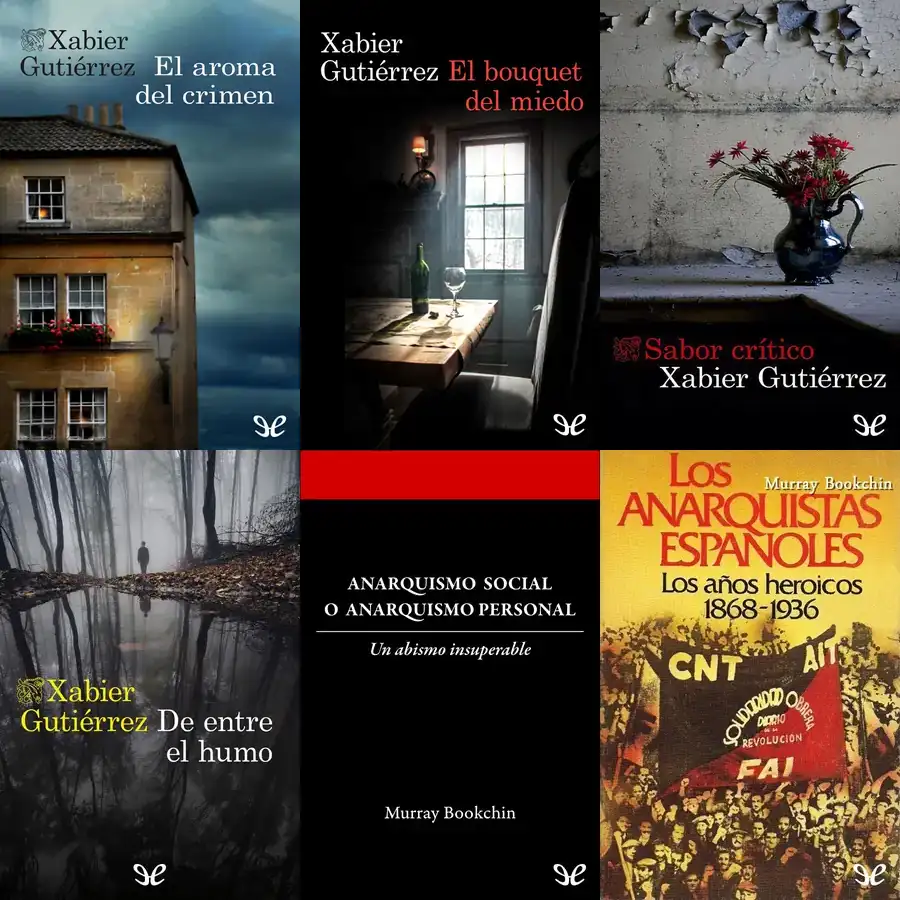 Xabier
Gutiérrez El aroma
del crimen
Xabier
Gutiérrez El bouquet
del miedo
Sabor crítico
Xabier Gutiérrez
Xabier
Gutiérrez De entre
el humo
ANARQUISMO SOCIAL
O ANARQUISMO PERSONAL
Un abismo insuperable
Murray Bookchin
Los
Murray Bookchin
ANARQUISTAS
ESPAÑOLES
Los años heroicos
1868-1936
CNT AIT
SOLIDARIDAD OBRERA
DIARIO
DE LA
REVOLUCIÓN
FAI